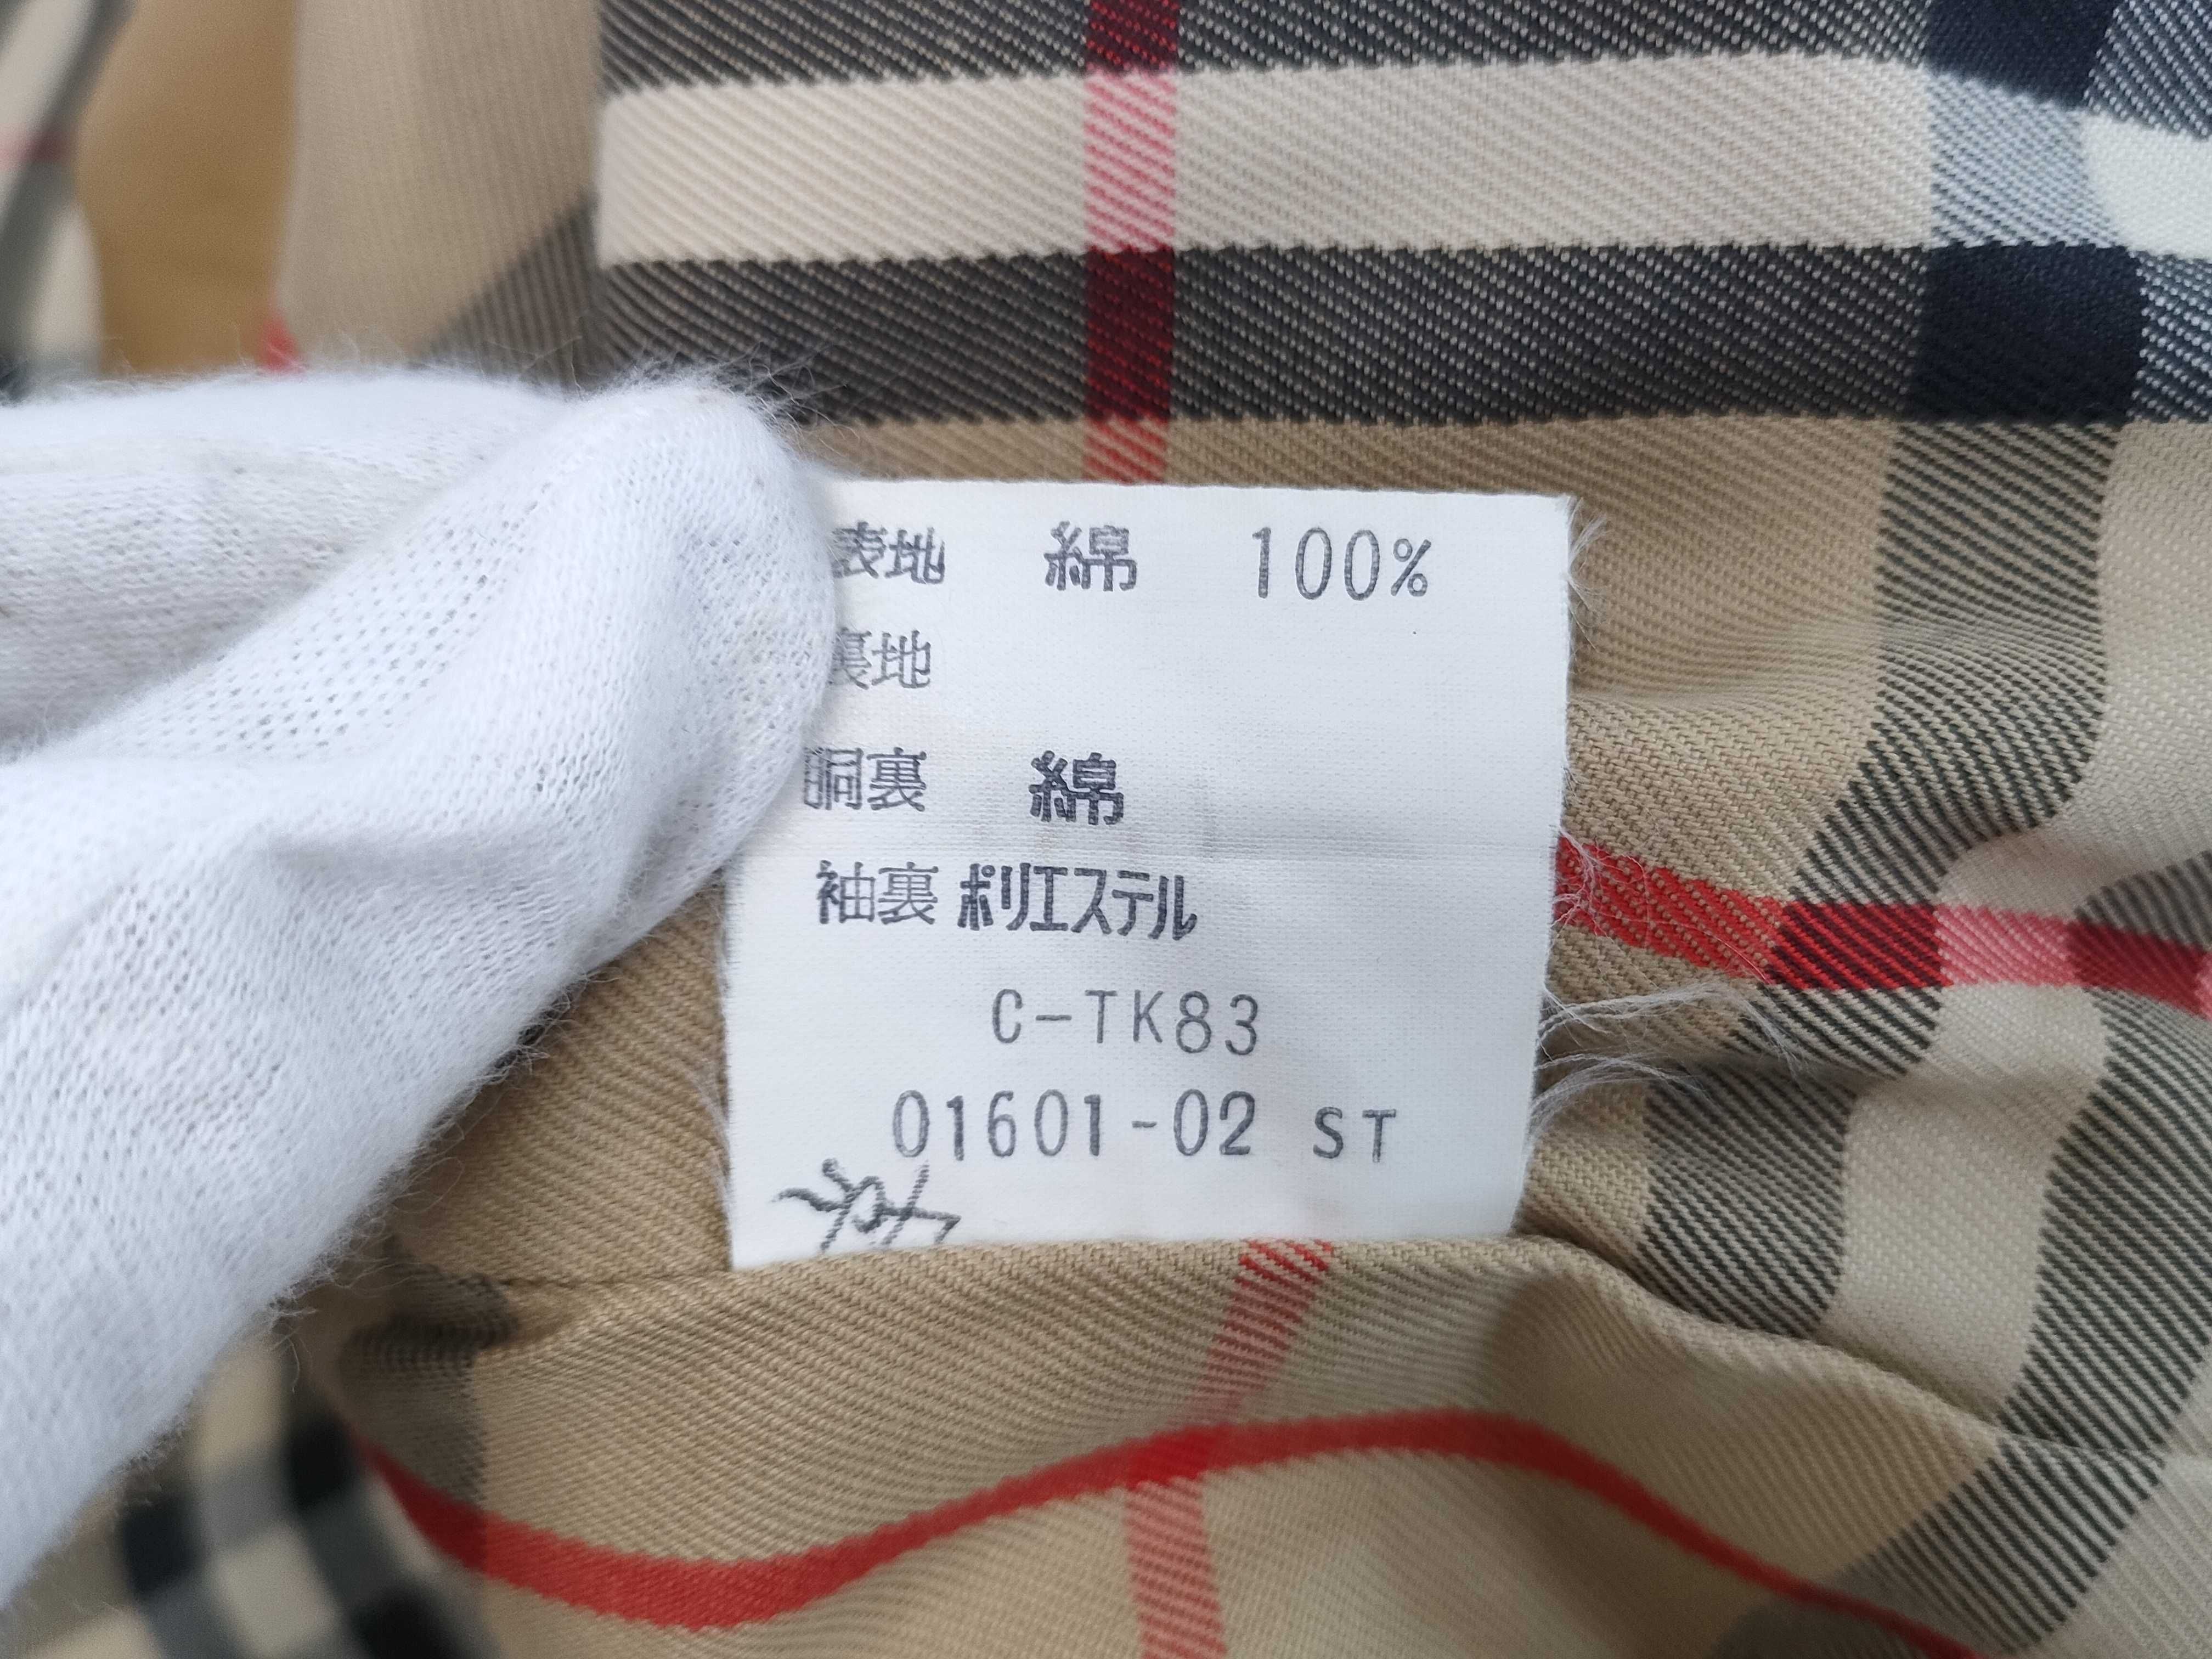 表地 綿 100%
裏地
胴裏 綿
袖裏 ポリエステル
C-TK83
01601-02 ST